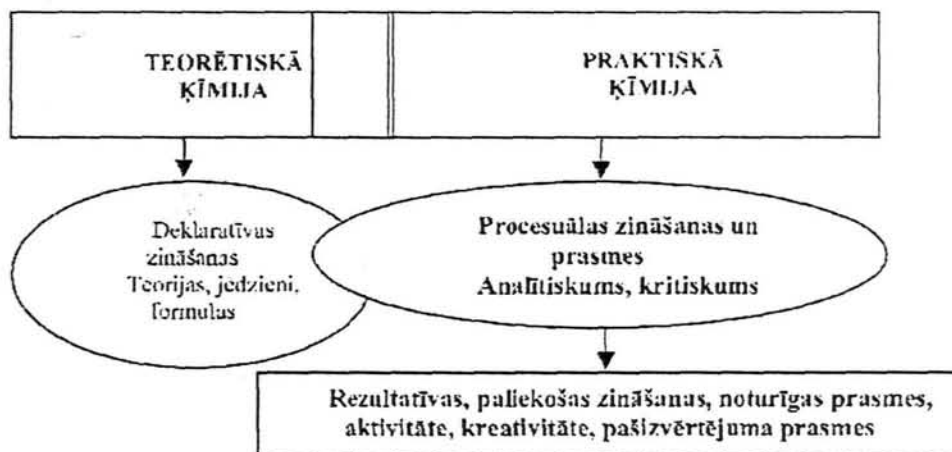 TEORĒTISKĀ
ĶĪMIJA
PRAKTISKĀ
ĶĪMIJA
Deklaratīvas
zināšanas
Teorijas, jēdzieni,
formulas
Procesuālas zināšanas un
prasmes
Analītiskums, kritiskums
Rezultatīvas, paliekošas zināšanas, noturīgas prasmes,
aktivitāte, kreativitāte, pašizvērtējuma prasmes